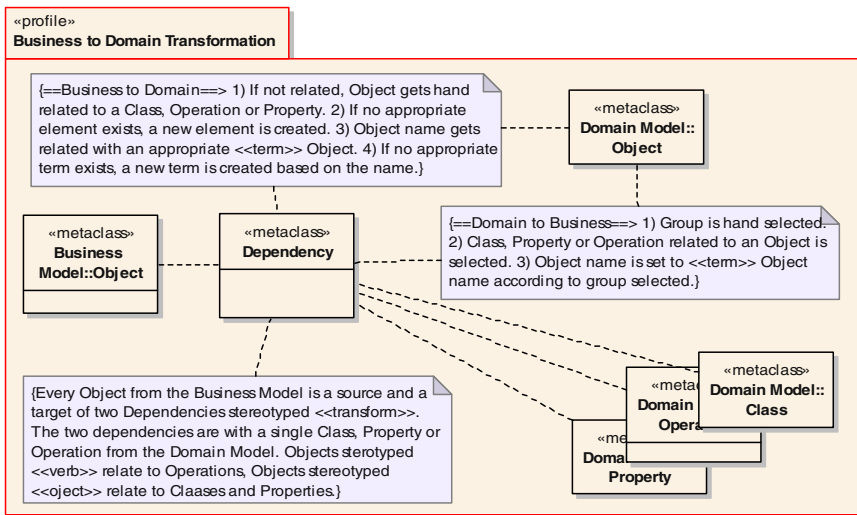 «profile»
Business to Domain Transformation
{==Business to Domain==> 1) If not related, Object gets hand
related to a Class, Operation or Property. 2) If no appropriate
element exists, a new element is created. 3) Object name gets
related with an appropriate <<term>> Object. 4) If no appropriate
term exists, a new term is created based on the name.}
«metaclass»
Domain Model::
Object
«metaclass»
Business
Model::Object
«metaclass»
Dependency
{==Domain to Business==> 1) Group is hand selected.
2) Class, Property or Operation related to an Object is
selected. 3) Object name is set to <<term>> Object
name according to group selected.}
{Every Object from the Business Model is a source and a
target of two Dependencies stereotyped <<transform>>.
The two dependencies are with a single Class, Property or
Operation from the Domain Model. Objects sterotyped
<<verb>> relate to Operations, Objects stereotyped
<<oject>> relate to Claases and Properties.}
«metaclass»
Domain Model::
Class
«meta
Domain
Opera
«me
Doma
Property